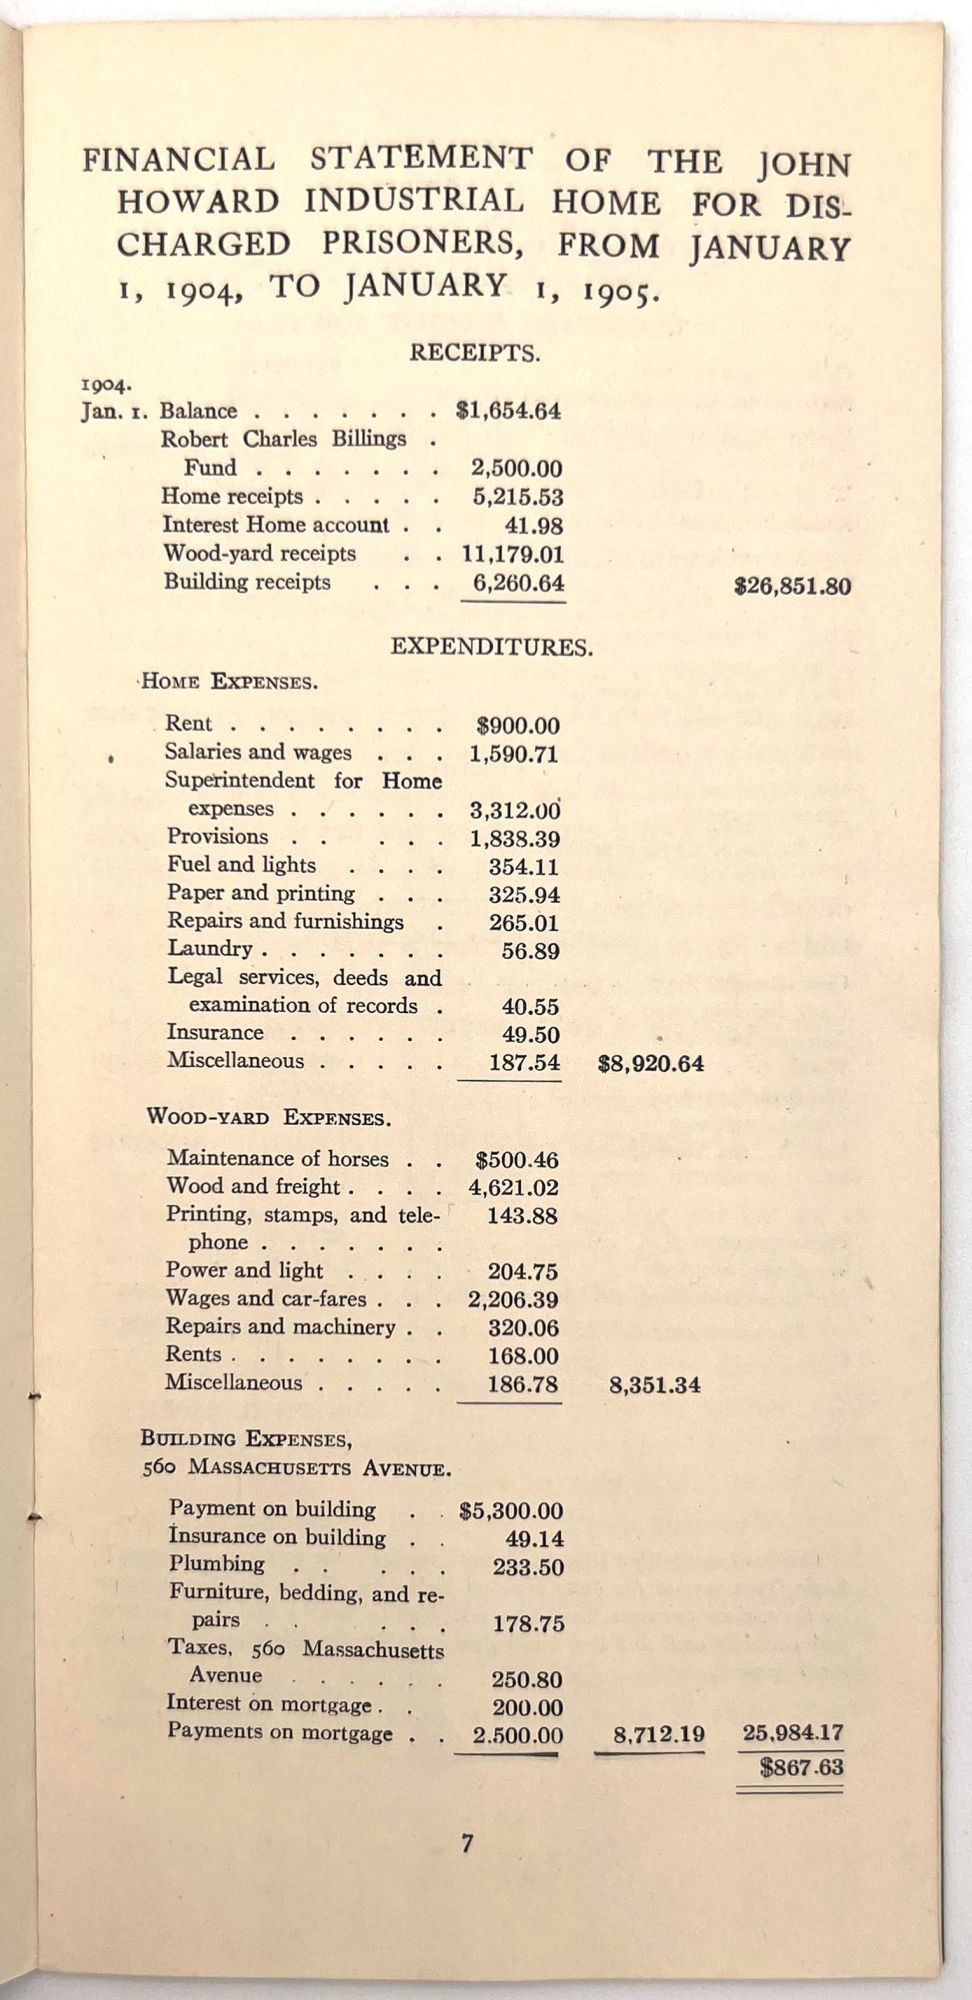 FINANCIAL STATEMENT OF THE JOHN
HOWARD INDUSTRIAL HOME FOR DIS-
CHARGED PRISONERS, FROM JANUARY
1, 1904, TO JANUARY 1, 1905.
RECEIPTS.
1904.
Jan. 1. Balance . . . . . . . $1,654.64
Robert Charles Billings .
Fund . . . . . . . 2,500.00
Home receipts . . . . . 5,215.53
Interest Home account . . 41.98
Wood-yard receipts . . 11,179.01
Building receipts . . . 6,260.64 $26,851.80
EXPENDITURES.
HOME EXPENSES.
Rent . . . . . . . . $900.00
Salaries and wages . . . 1,590.71
Superintendent for Home
expenses . . . . . . 3,312.00
Provisions . . . . . 1,838.39
Fuel and lights . . . . 354.11
Paper and printing . . . 325.94
Repairs and furnishings . 265.01
Laundry . . . . . . . 56.89
Legal services, deeds and
examination of records . 40.55
Insurance . . . . . . 49.50
Miscellaneous . . . . . 187.54 $8,920.64
WOOD-YARD EXPENSES.
Maintenance of horses . . $500.46
Wood and freight . . . . 4,621.02
Printing, stamps, and tele- 143.88
phone . . . . . . .
Power and light . . . . 204.75
Wages and car-fares . . . 2,206.39
Repairs and machinery . . 320.06
Rents . . . . . . . . 168.00
Miscellaneous . . . . . 186.78 8,351.34
BUILDING EXPENSES,
560 MASSACHUSETTS AVENUE.
Payment on building . . $5,300.00
Insurance on building . . 49.14
Plumbing . . . . . 233.50
Furniture, bedding, and re-
pairs . . . . . 178.75
Taxes, 560 Massachusetts
Avenue . . . . . . 250.80
Interest on mortgage . . 200.00
Payments on mortgage . . 2.500.00 8,712.19 25,984.17
$867.63
7